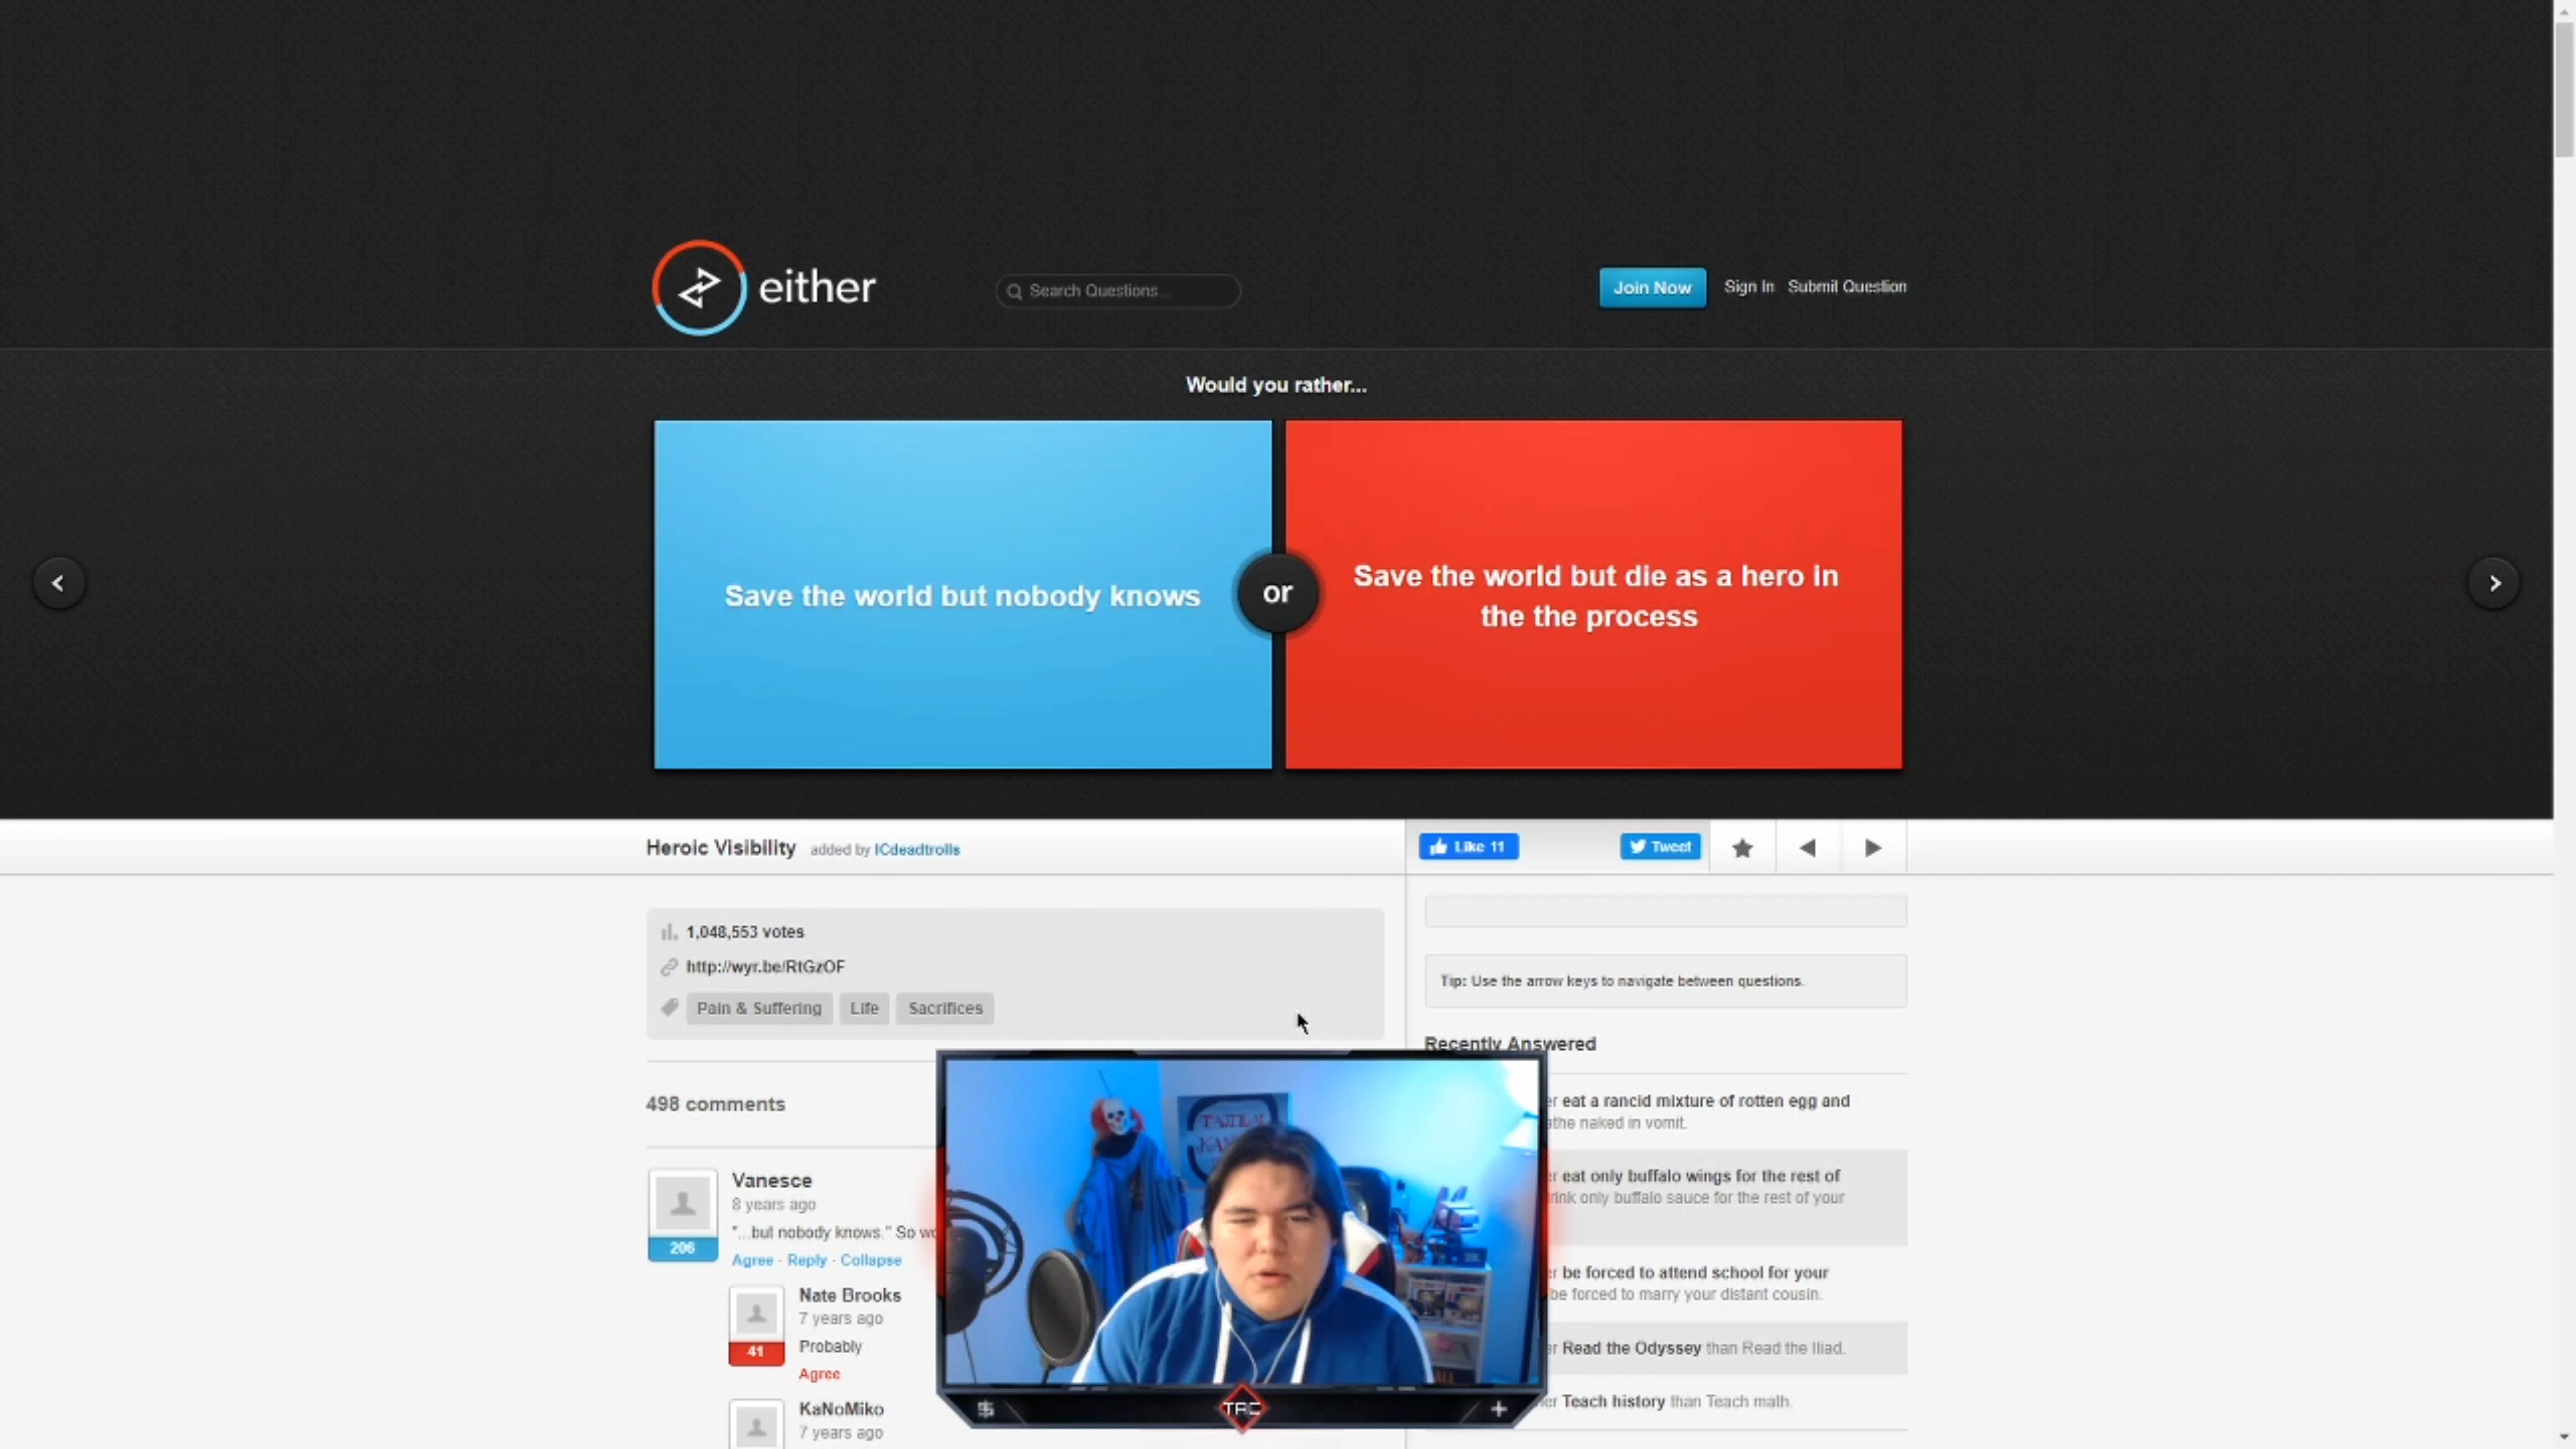 either
Search Questions...
Join Now
Sign In
Submit Question
Would you rather...
Save the world but nobody knows
or
Save the world but die as a hero in
the the process
Heroic Visibility
added by ICdeadtrolls
Like 11
Tweet
1,048,553 votes
http://wyr.be/RtGzOF
Pain & Suffering
Life
Sacrifices
498 comments
Vanesce
8 years ago
"...but nobody knows." So
206
Agree · Reply · Collapse
Nate Brooks
7 years ago
Probably
41
Agree
KaNoMiko
7 years ago
Tip: Use the arrow keys to navigate between questions.
Recently Answered
eat a rancid mixture of rotten egg and
naked in vomit.
eat only buffalo wings for the rest of
only buffalo sauce for the rest of your
be forced to attend school for your
be forced to marry your distant cousin.
Read the Odyssey than Read the Iliad.
Teach history than Teach math.